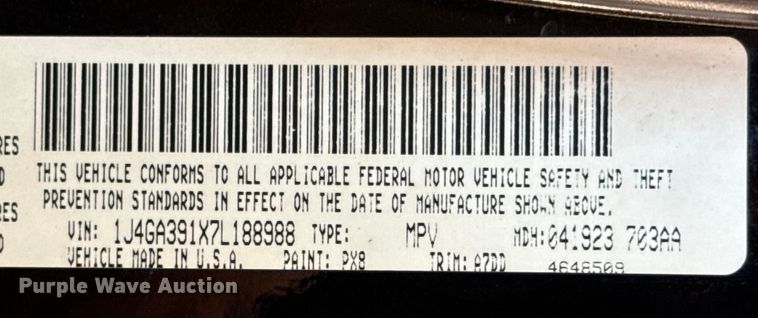 RES
THIS VEHICLE CONFORMS TO ALL APPLICABLE FEDERAL MOTOR VEHICLE SAFETY AND THEFT
PREVENTION STANDARDS IN EFFECT ON THE DATE OF MANUFACTURE SHOWN ABOVE.
RES
VIN: 1J4GA391X7L188988 TYPE: MPV MDH:041923 703AA
VEHICLE MADE IN U.S.A. PAINT: PX8 TRIM: A7DD 4648509
Purple Wave Auction